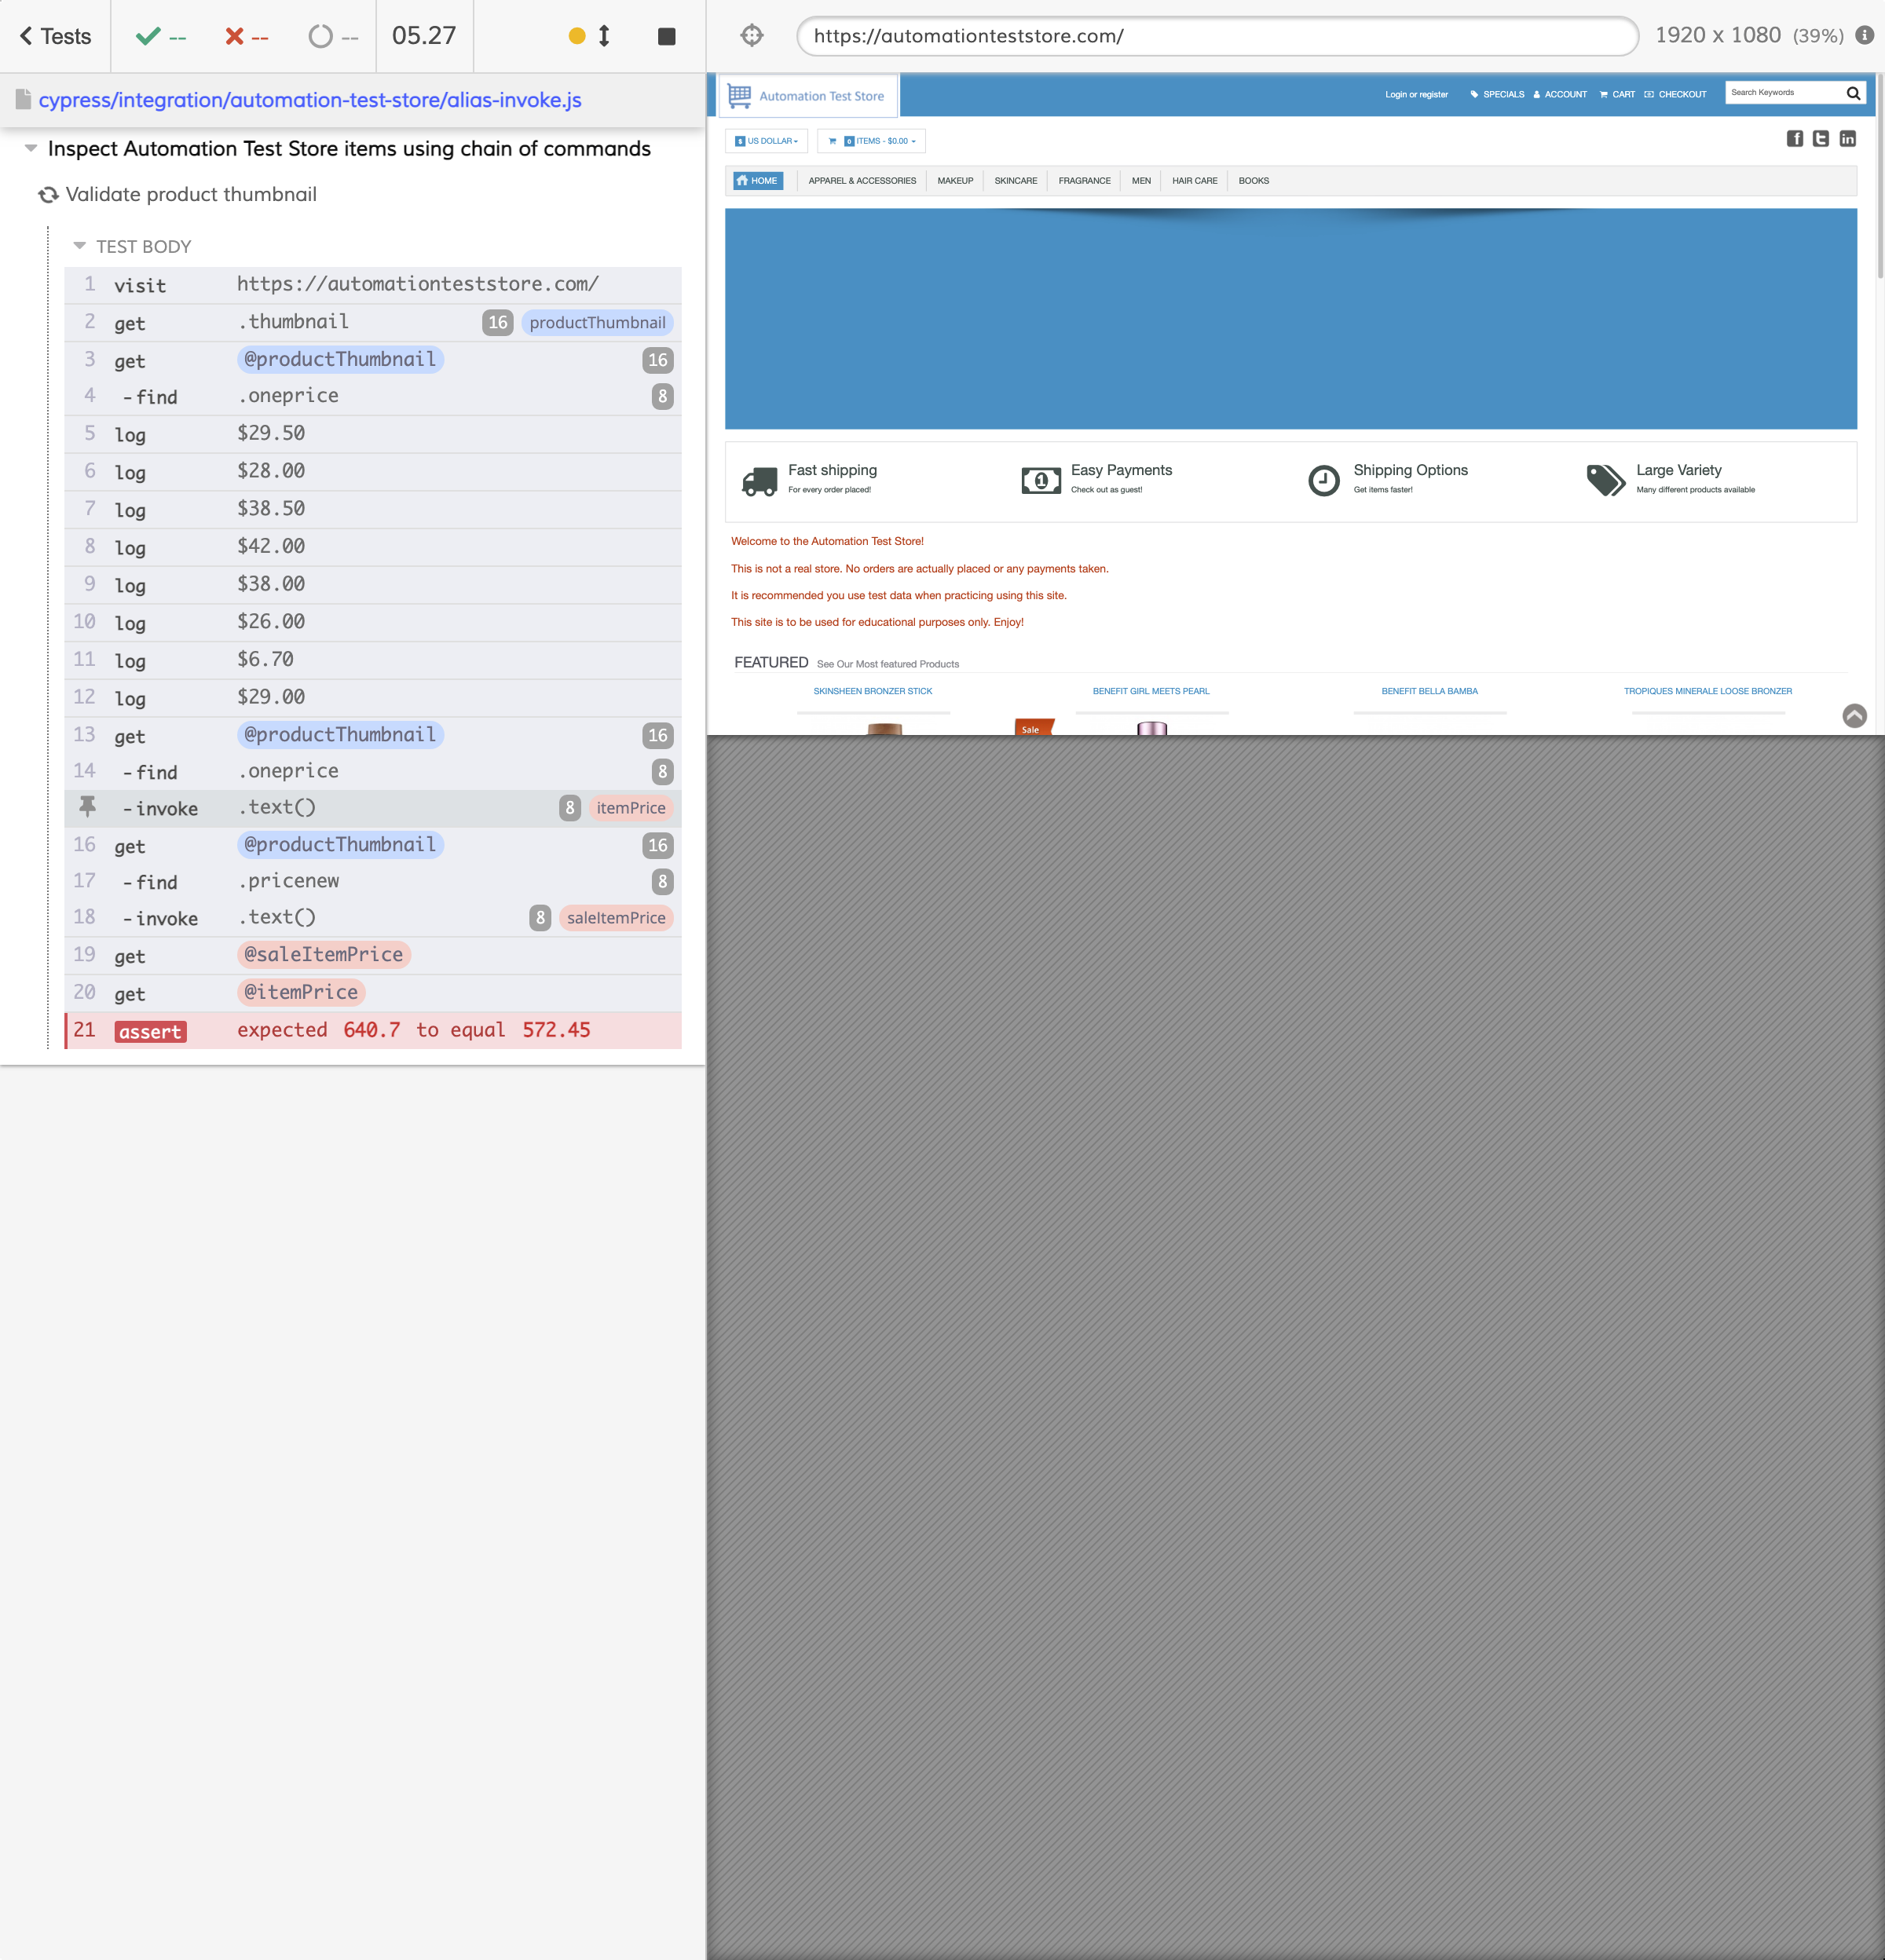 Tests
--
--
--
05.27
https://automationteststore.com/
1920 x 1080 (39%)
cypress/integration/automation-test-store/alias-invoke.js
Inspect Automation Test Store items using chain of commands
Validate product thumbnail
TEST BODY
1 visit https://automationteststore.com/
2 get .thumbnail 16 productThumbnail
3 get @productThumbnail 16
4 -find .oneprice 8
5 log $29.50
6 log $28.00
7 log $38.50
8 log $42.00
9 log $38.00
10 log $26.00
11 log $6.70
12 log $29.00
13 get @productThumbnail 16
14 -find .oneprice 8
-invoke .text() 8 itemPrice
16 get @productThumbnail 16
17 -find .pricenew 8
18 -invoke .text() 8 saleItemPrice
19 get @saleItemPrice
20 get @itemPrice
21 assert expected 640.7 to equal 572.45
Automation Test Store
Login or register SPECIALS ACCOUNT CART CHECKOUT Search Keywords
$ US DOLLAR 0 ITEMS - $0.00
f t in
HOME APPAREL & ACCESSORIES MAKEUP SKINCARE FRAGRANCE MEN HAIR CARE BOOKS
Fast shipping
For every order placed!
Easy Payments
Check out as guest!
Shipping Options
Get items faster!
Large Variety
Many different products available
Welcome to the Automation Test Store!
This is not a real store. No orders are actually placed or any payments taken.
It is recommended you use test data when practicing using this site.
This site is to be used for educational purposes only. Enjoy!
FEATURED See Our Most featured Products
SKINSHEEN BRONZER STICK BENEFIT GIRL MEETS PEARL BENEFIT BELLA BAMBA TROPIQUES MINERALE LOOSE BRONZER
Sale